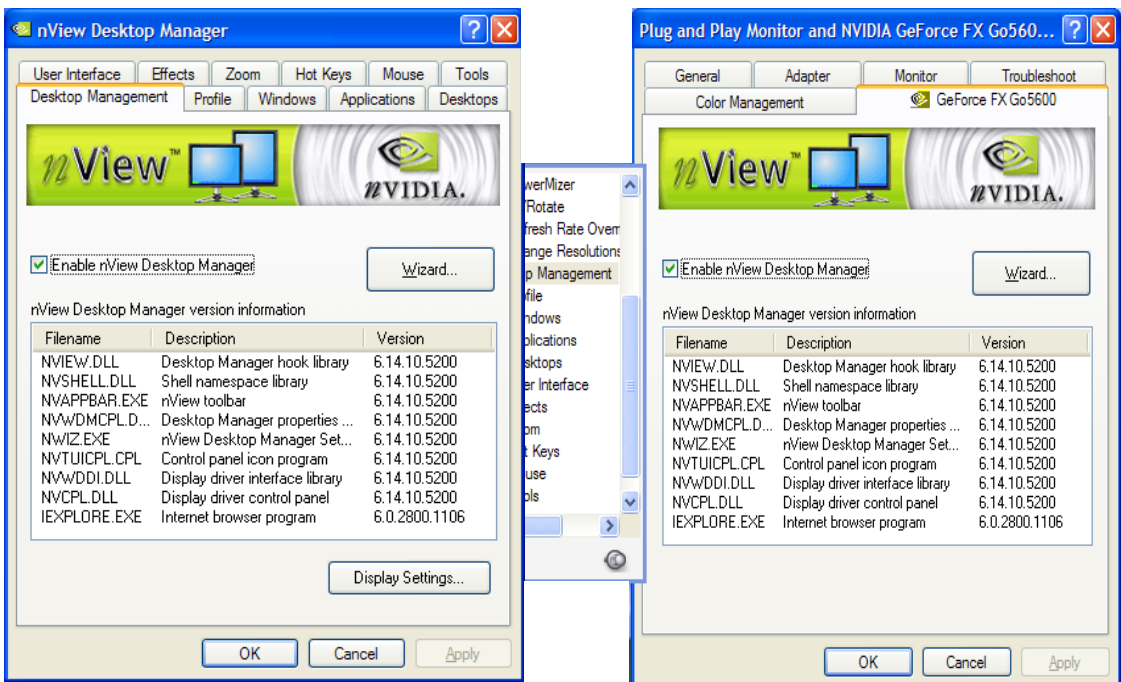 nView Desktop Manager
User Interface Effects Zoom Hot Keys Mouse Tools
Desktop Management Profile Windows Applications Desktops
nView™ nVIDIA.
Enable nView Desktop Manager
Wizard...
nView Desktop Manager version information
Filename Description Version
NVIEW.DLL Desktop Manager hook library 6.14.10.5200
NVSHELL.DLL Shell namespace library 6.14.10.5200
NVAPPBAR.EXE nView toolbar 6.14.10.5200
NVWDMCPL.D... Desktop Manager properties ... 6.14.10.5200
NWIZ.EXE nView Desktop Manager Set... 6.14.10.5200
NVTUICPL.CPL Control panel icon program 6.14.10.5200
NVWDDI.DLL Display driver interface library 6.14.10.5200
NVCPL.DLL Display driver control panel 6.14.10.5200
IEXPLORE.EXE Internet browser program 6.0.2800.1106
Display Settings...
OK Cancel Apply
werMizer
Rotate
fresh Rate Overr
ange Resolutions
p Management
file
ndows
plications
sktops
er Interface
ects
om
t Keys
use
ols
Plug and Play Monitor and NVIDIA GeForce FX Go560...
General Adapter Monitor Troubleshoot
Color Management GeForce FX Go5600
nView™ nVIDIA.
Enable nView Desktop Manager
Wizard...
nView Desktop Manager version information
Filename Description Version
NVIEW.DLL Desktop Manager hook library 6.14.10.5200
NVSHELL.DLL Shell namespace library 6.14.10.5200
NVAPPBAR.EXE nView toolbar 6.14.10.5200
NVWDMCPL.D... Desktop Manager properties ... 6.14.10.5200
NWIZ.EXE nView Desktop Manager Set... 6.14.10.5200
NVTUICPL.CPL Control panel icon program 6.14.10.5200
NVWDDI.DLL Display driver interface library 6.14.10.5200
NVCPL.DLL Display driver control panel 6.14.10.5200
IEXPLORE.EXE Internet browser program 6.0.2800.1106
OK Cancel Apply